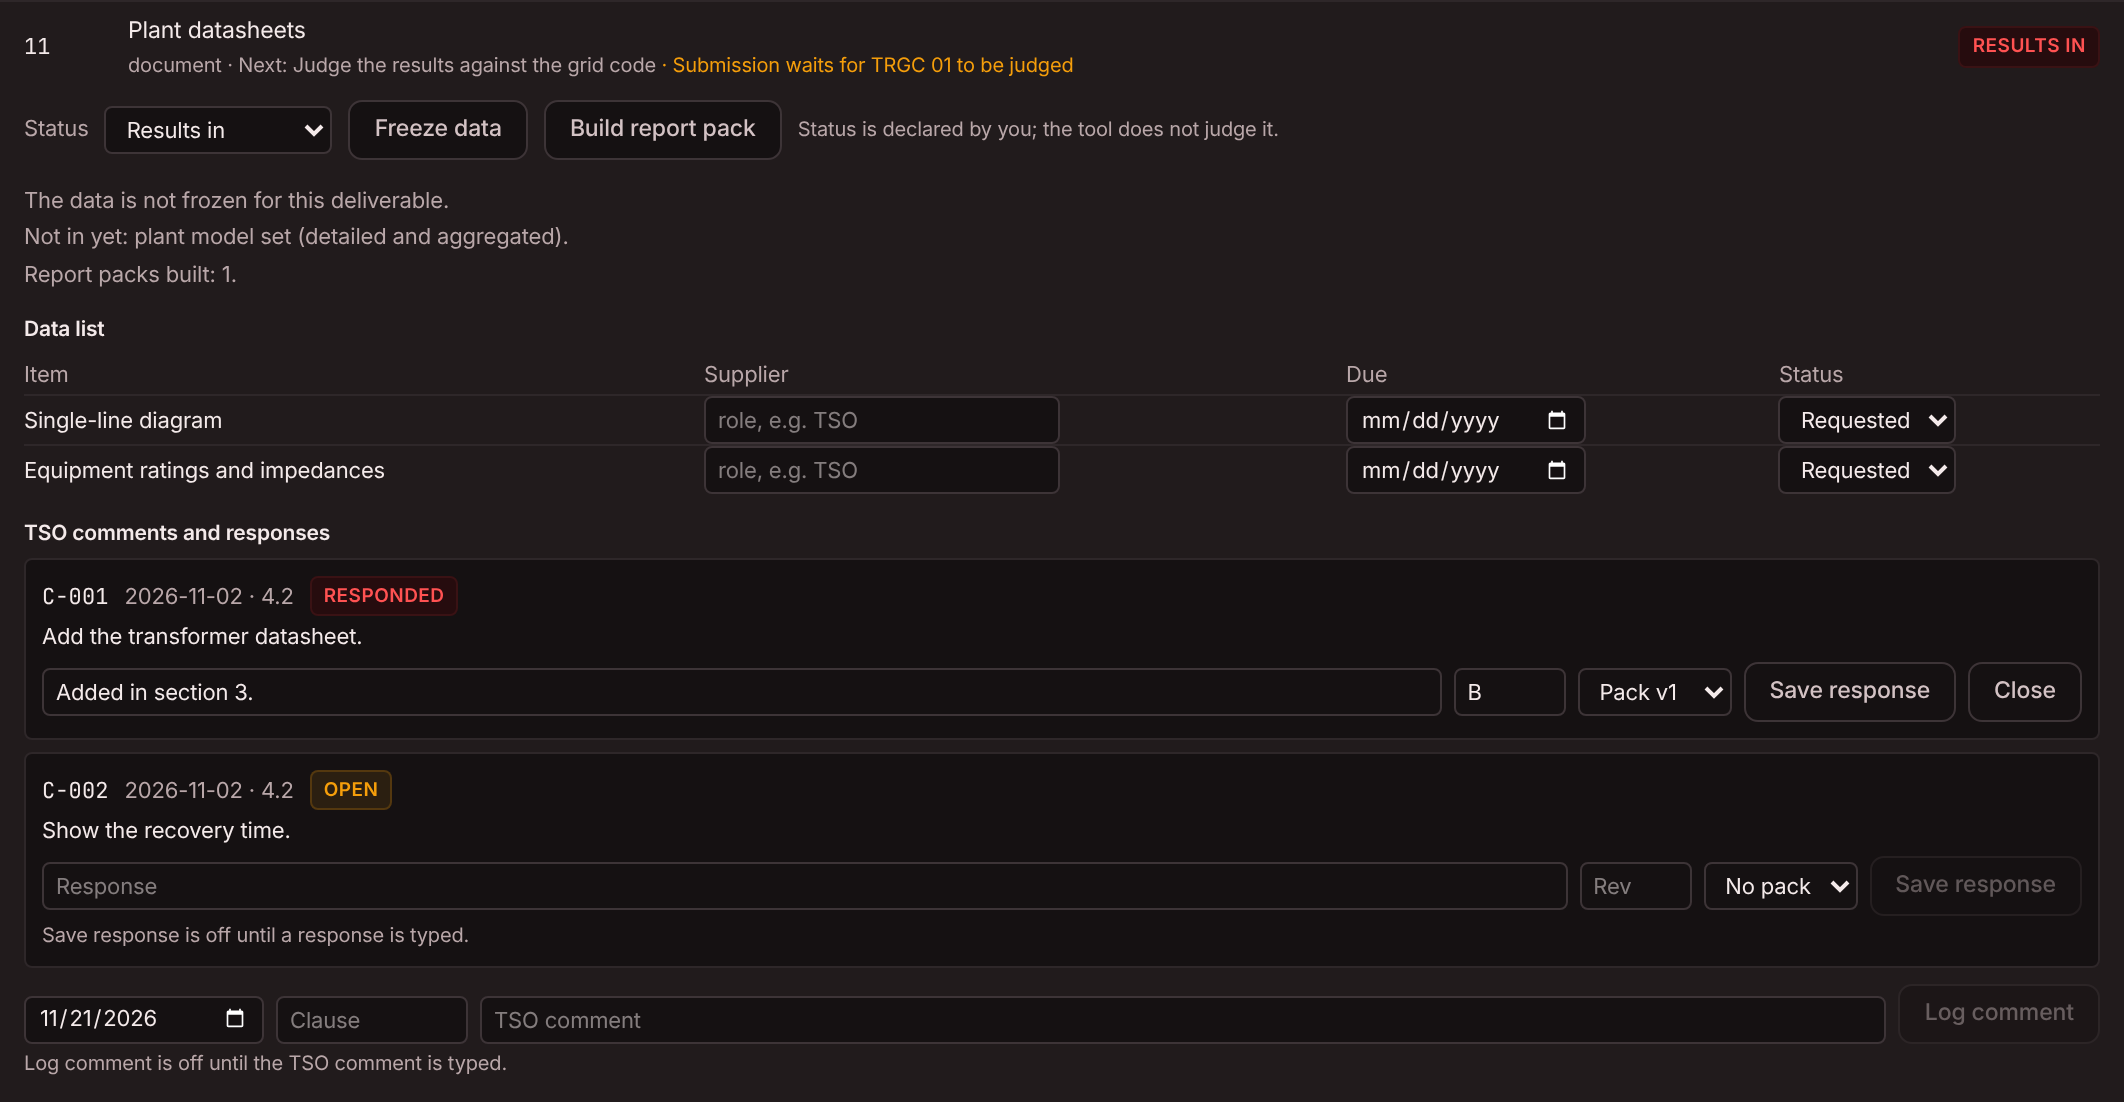 11
Plant datasheets
document · Next: Judge the results against the grid code · Submission waits for TRGC 01 to be judged
RESULTS IN
Status Results in Freeze data Build report pack Status is declared by you; the tool does not judge it.
The data is not frozen for this deliverable.
Not in yet: plant model set (detailed and aggregated).
Report packs built: 1.
Data list
Item Supplier Due Status
Single-line diagram role, e.g. TSO mm/dd/yyyy Requested
Equipment ratings and impedances role, e.g. TSO mm/dd/yyyy Requested
TSO comments and responses
C-001 2026-11-02 · 4.2 RESPONDED
Add the transformer datasheet.
Added in section 3. B Pack v1 Save response Close
C-002 2026-11-02 · 4.2 OPEN
Show the recovery time.
Response Rev No pack Save response
Save response is off until a response is typed.
11/21/2026 Clause TSO comment Log comment
Log comment is off until the TSO comment is typed.